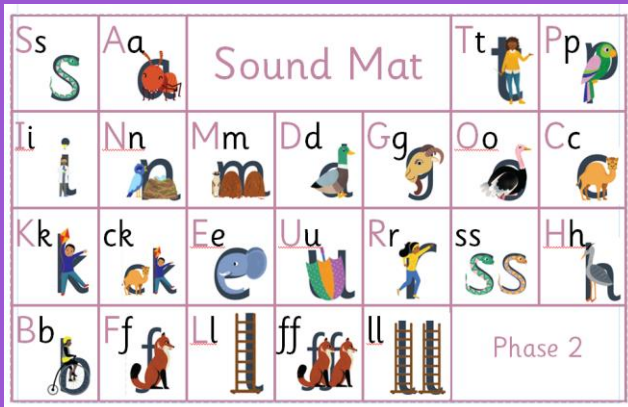 Ss Aa Sound Mat Tt Pp
Ii Nn Mm Dd Gg Oo Cc
Kk ck Ee Uu Rr ss Hh
Bb Ff Ll ff ll Phase 2